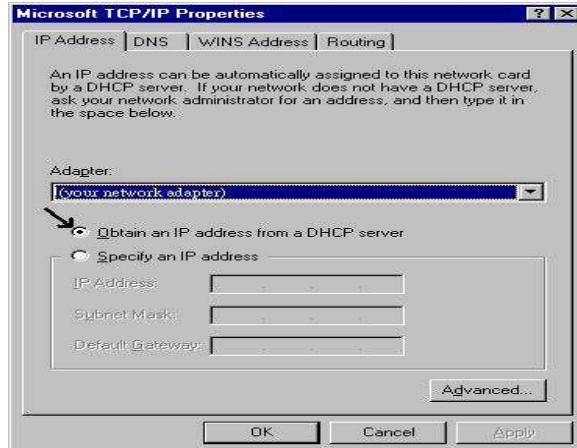 Microsoft TCP/IP Properties
IP Address DNS WINS Address Routing
An IP address can be automatically assigned to this network card
by a DHCP server. If your network does not have a DHCP server,
ask your network administrator for an address, and then type it in
the space below.
Adapter:
(your network adapter)
Obtain an IP address from a DHCP server
Specify an IP address
IP Address:
Subnet Mask:
Default Gateway:
Advanced...
OK Cancel Apply